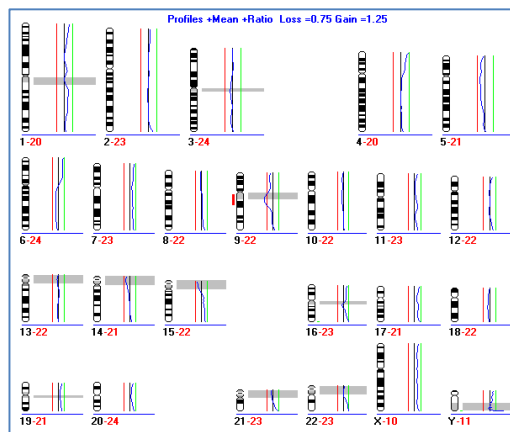 Profiles +Mean +Ratio Loss =0.75 Gain =1.25
1-20 2-23 3-24 4-20 5-21
6-24 7-23 8-22 9-22 10-22 11-23 12-22
13-22 14-21 15-22 16-23 17-21 18-22
19-21 20-24 21-23 22-23 X-10 Y-11